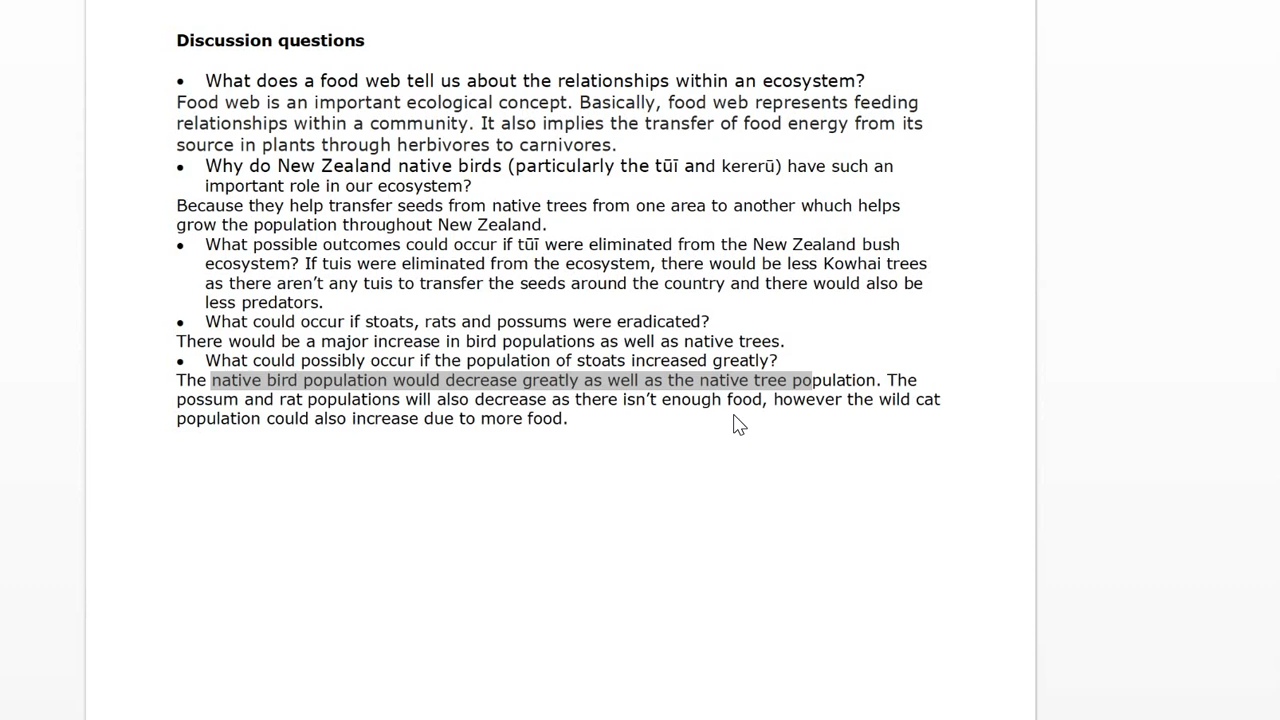 Discussion questions
• What does a food web tell us about the relationships within an ecosystem?
Food web is an important ecological concept. Basically, food web represents feeding
relationships within a community. It also implies the transfer of food energy from its
source in plants through herbivores to carnivores.
• Why do New Zealand native birds (particularly the tūī and kererū) have such an
important role in our ecosystem?
Because they help transfer seeds from native trees from one area to another whuch helps
grow the population throughout New Zealand.
• What possible outcomes could occur if tūī were eliminated from the New Zealand bush
ecosystem? If tuis were eliminated from the ecosystem, there would be less Kowhai trees
as there aren’t any tuis to transfer the seeds around the country and there would also be
less predators.
• What could occur if stoats, rats and possums were eradicated?
There would be a major increase in bird populations as well as native trees.
• What could possibly occur if the population of stoats increased greatly?
The native bird population would decrease greatly as well as the native tree population. The
possum and rat populations will also decrease as there isn’t enough food, however the wild cat
population could also increase due to more food.